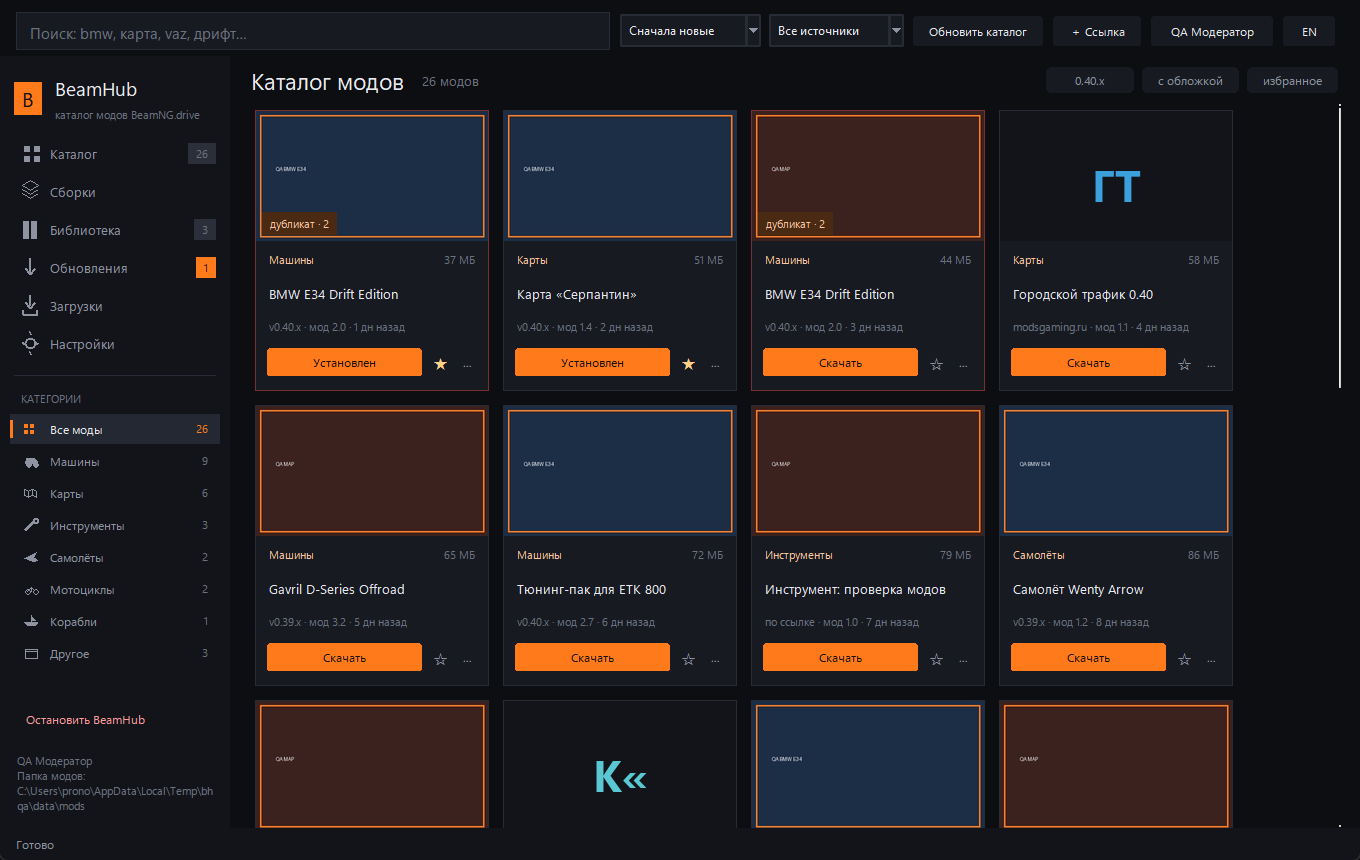 Поиск: bmw, карта, vaz, дрифт...
Сначала новые
Все источники
Обновить каталог
+ Ссылка
QA Модератор
EN
B
BeamHub
каталог модов BeamNG.drive
Каталог 26
Сборки
Библиотека 3
Обновления 1
Загрузки
Настройки
КАТЕГОРИИ
Все моды 26
Машины 9
Карты 6
Инструменты 3
Самолёты 2
Мотоциклы 2
Корабли 1
Другое 3
Остановить BeamHub
QA Модератор
Папка модов:
C:\Users\prono\AppData\Local\Temp\bh
qa\data\mods
Готово
Каталог модов 26 модов
0.40.x
с обложкой
избранное
QA BMW E34
дубликат · 2
Машины 37 МБ
BMW E34 Drift Edition
v0.40.x · мод 2.0 · 1 дн назад
Установлен ★ ...
QA BMW E34
Карты 51 МБ
Карта «Серпантин»
v0.40.x · мод 1.4 · 2 дн назад
Установлен ★ ...
QA MAP
дубликат · 2
Машины 44 МБ
BMW E34 Drift Edition
v0.40.x · мод 2.0 · 3 дн назад
Скачать ☆ ...
ГТ
Карты 58 МБ
Городской трафик 0.40
modsgaming.ru · мод 1.1 · 4 дн назад
Скачать ☆ ...
QA MAP
Машины 65 МБ
Gavril D-Series Offroad
v0.39.x · мод 3.2 · 5 дн назад
Скачать ☆ ...
QA BMW E34
Машины 72 МБ
Тюнинг-пак для ETK 800
v0.40.x · мод 2.7 · 6 дн назад
Скачать ☆ ...
QA MAP
Инструменты 79 МБ
Инструмент: проверка модов
по ссылке · мод 1.0 · 7 дн назад
Скачать ☆ ...
QA BMW E34
Самолёты 86 МБ
Самолёт Wenty Arrow
v0.39.x · мод 1.2 · 8 дн назад
Скачать ☆ ...
QA MAP
К«
QA BMW E34
QA MAP